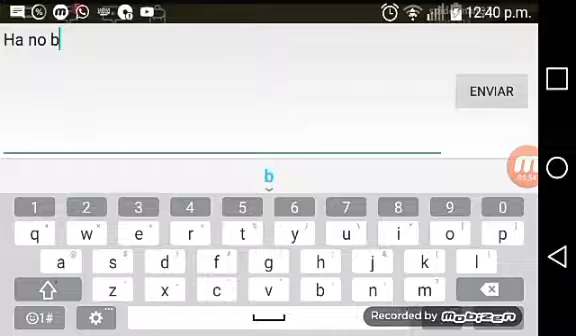 12:40 p.m.
Ha no b
ENVIAR
b
1 2 3 4 5 6 7 8 9 0
q w e r t y u i o p
a s d f g h j k l
z x c v b n m
☺1#
Recorded by mobizen